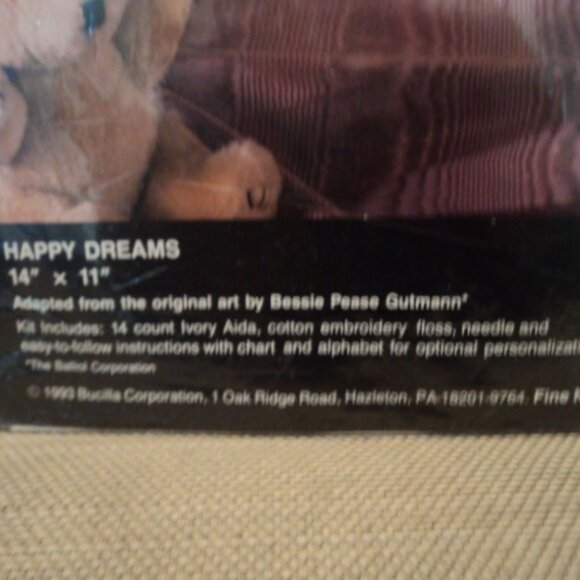 HAPPY DREAMS
14" x 11"
Adapted from the original art by Bessie Pease Gutmann*
Kit includes: 14 count Ivory Aida, cotton embroidery floss, needle and
easy-to-follow instructions with chart and alphabet for optional personalizati
*The Balliol Corporation
© 1993 Bucilla Corporation, 1 Oak Ridge Road, Hazleton, PA 18201-9764 Fine